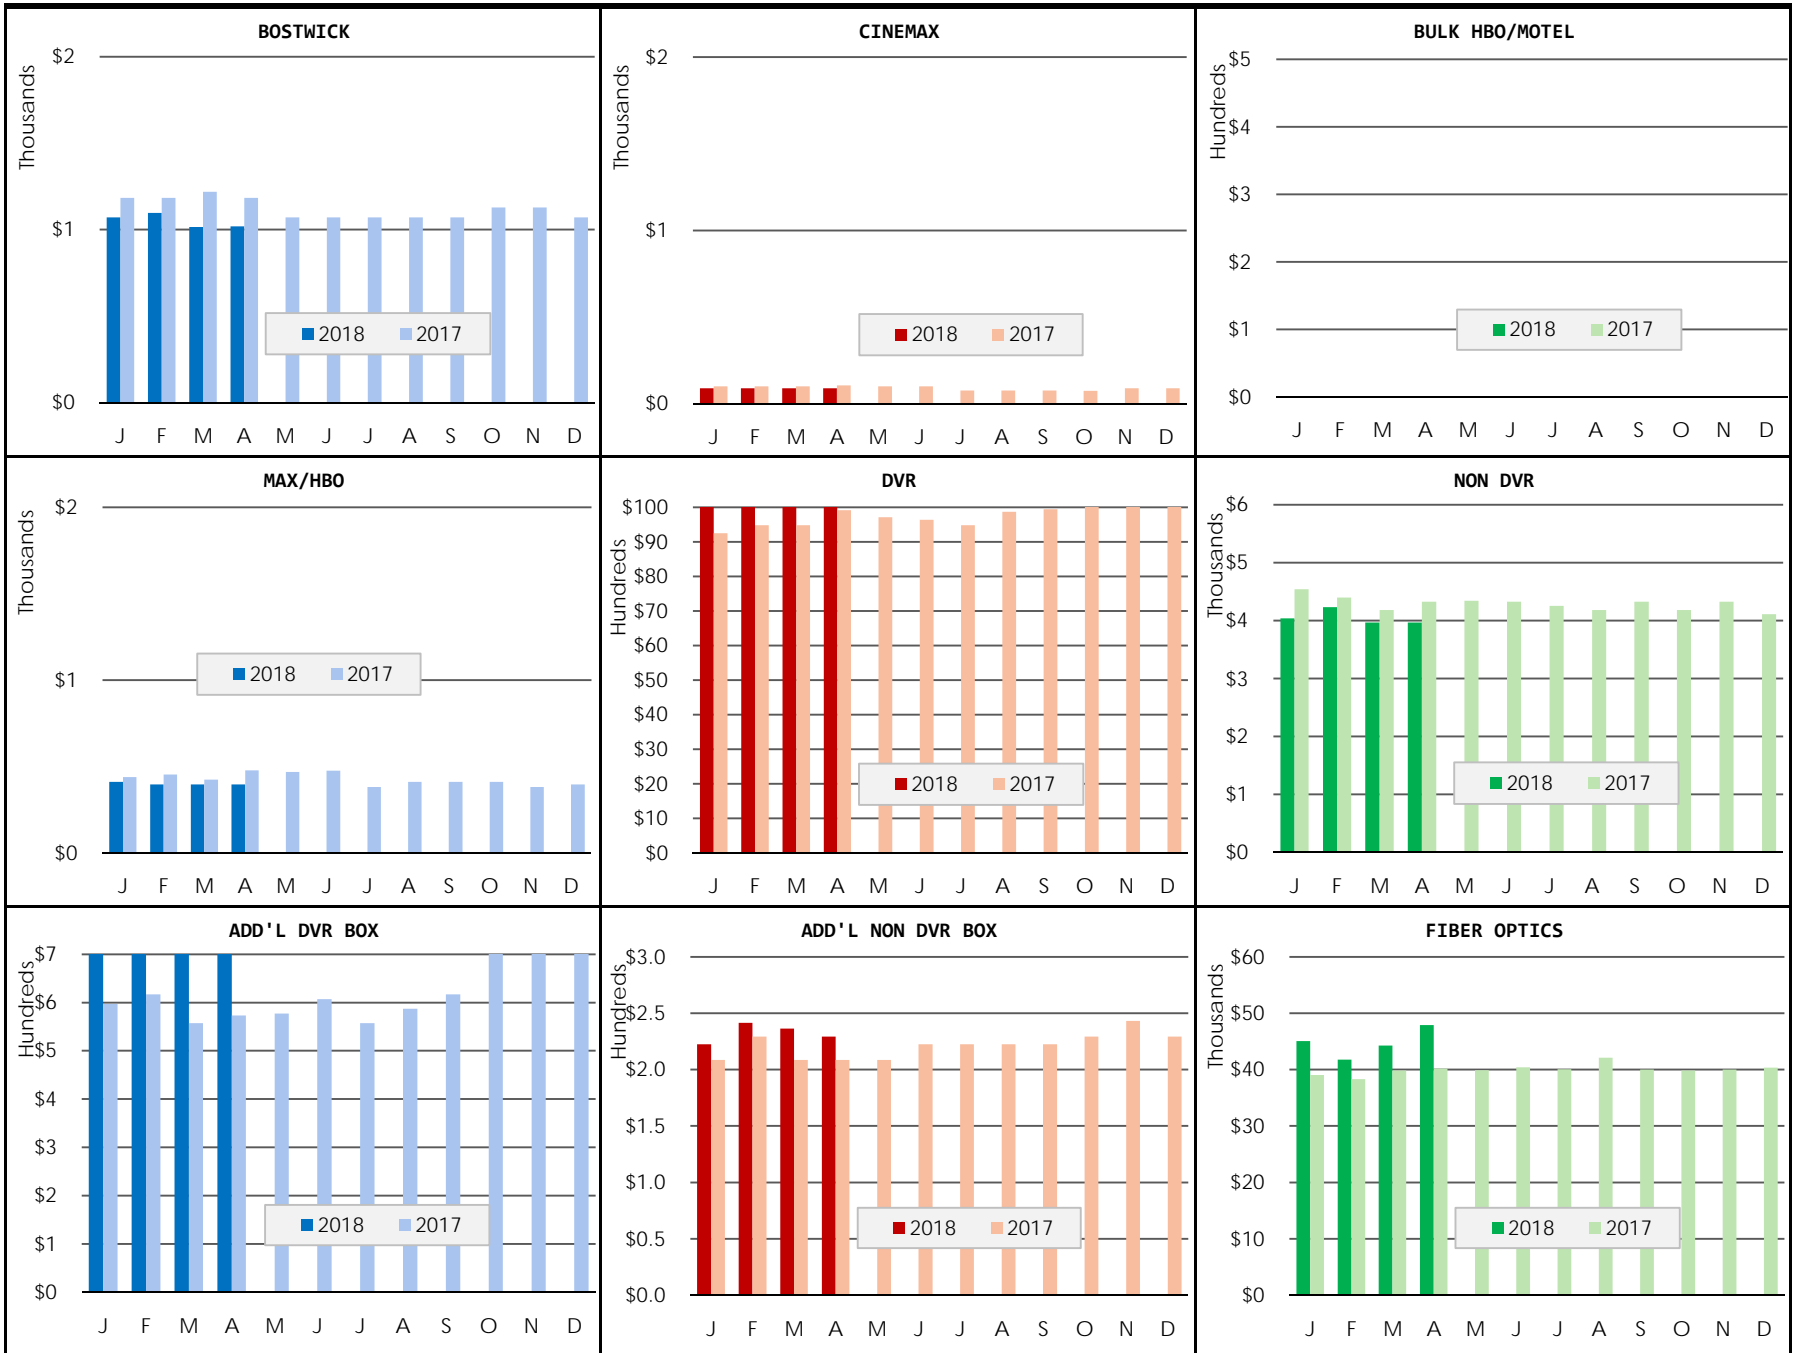 BOSTWICK
Thousands
$2
$1
$0
2018 2017
J F M A M J J A S O N D
CINEMAX
Thousands
$2
$1
$0
2018 2017
J F M A M J J A S O N D
BULK HBO/MOTEL
Hundreds
$5
$4
$3
$2
$1
$0
2018 2017
J F M A M J J A S O N D
MAX/HBO
Thousands
$2
$1
$0
2018 2017
J F M A M J J A S O N D
DVR
Hundreds
$100
$90
$80
$70
$60
$50
$40
$30
$20
$10
$0
2018 2017
J F M A M J J A S O N D
NON DVR
Thousands
$6
$5
$4
$3
$2
$1
$0
2018 2017
J F M A M J J A S O N D
ADD'L DVR BOX
Hundreds
$7
$6
$5
$4
$3
$2
$1
$0
2018 2017
J F M A M J J A S O N D
ADD'L NON DVR BOX
Hundreds
$3.0
$2.5
$2.0
$1.5
$1.0
$0.5
$0.0
2018 2017
J F M A M J J A S O N D
FIBER OPTICS
Thousands
$60
$50
$40
$30
$20
$10
$0
2018 2017
J F M A M J J A S O N D